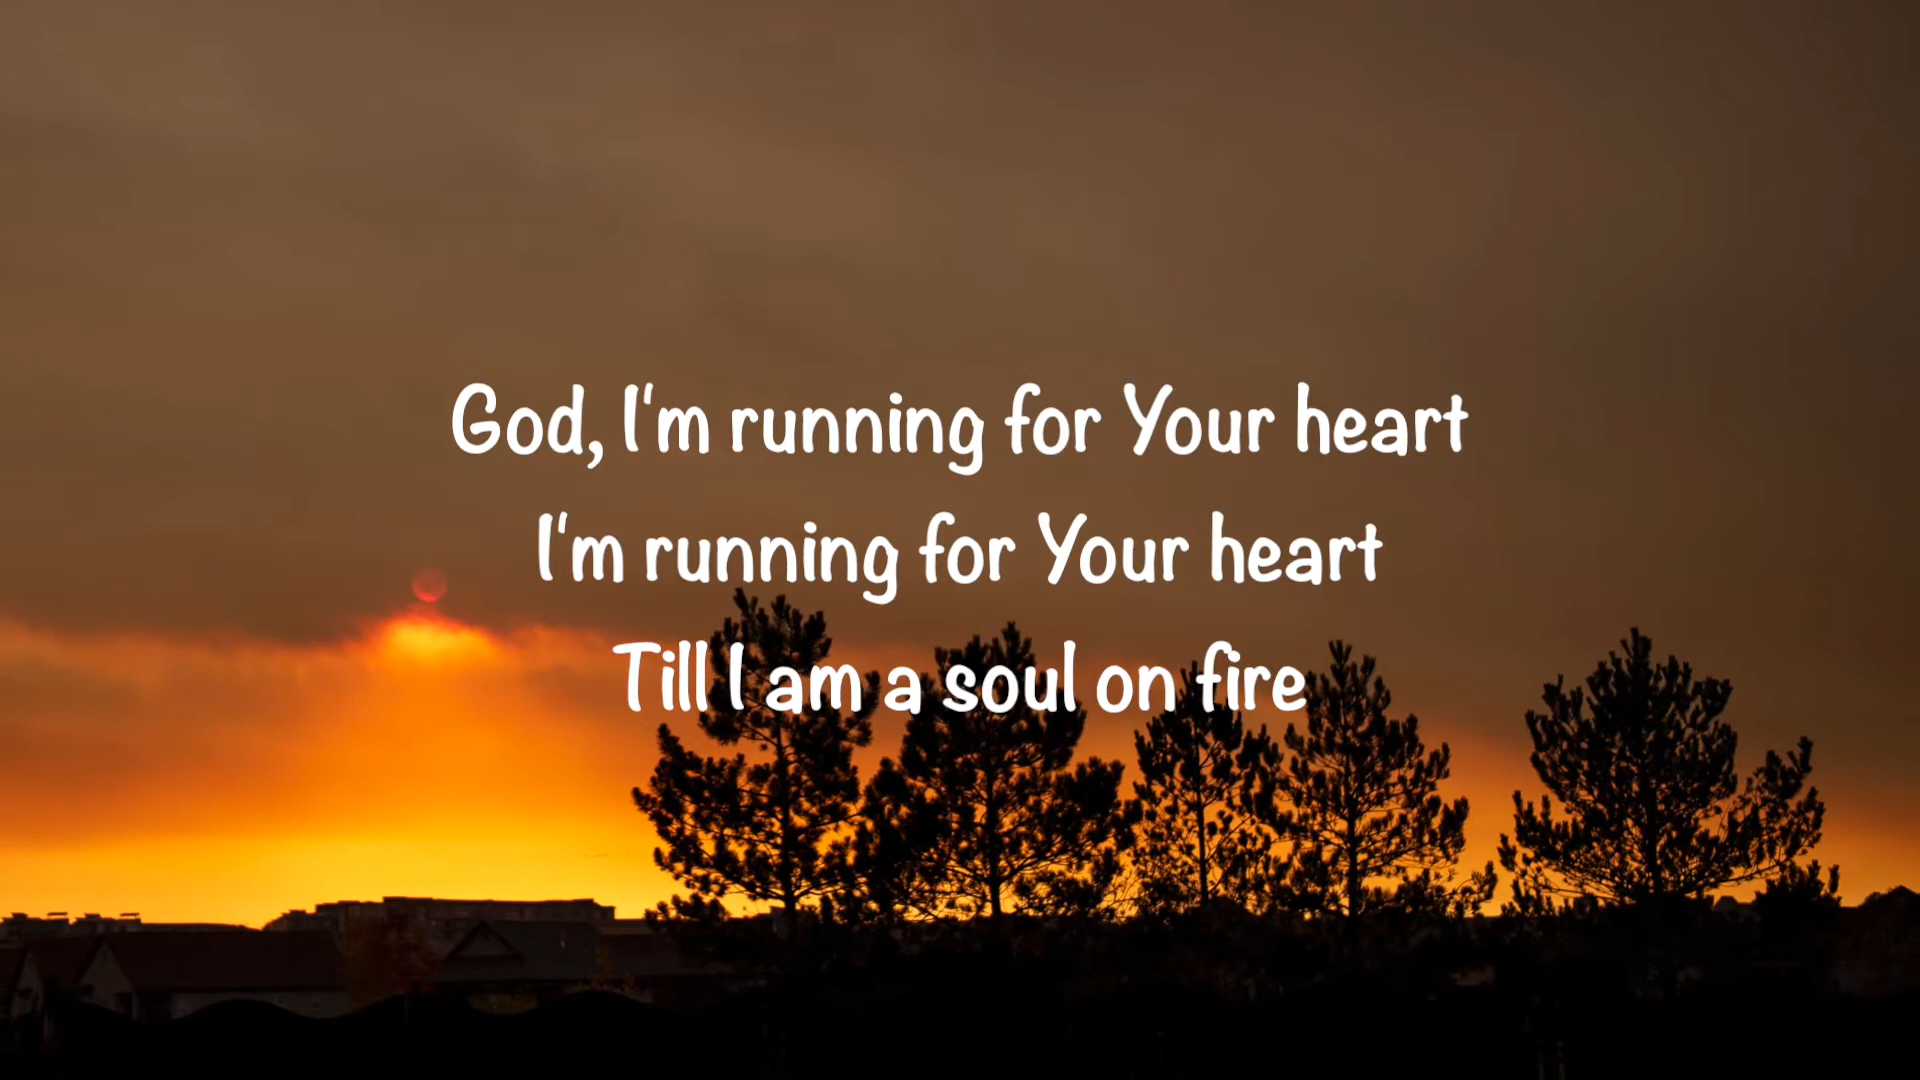 God, I'm running for Your heart
I'm running for Your heart
Till I am a soul on fire